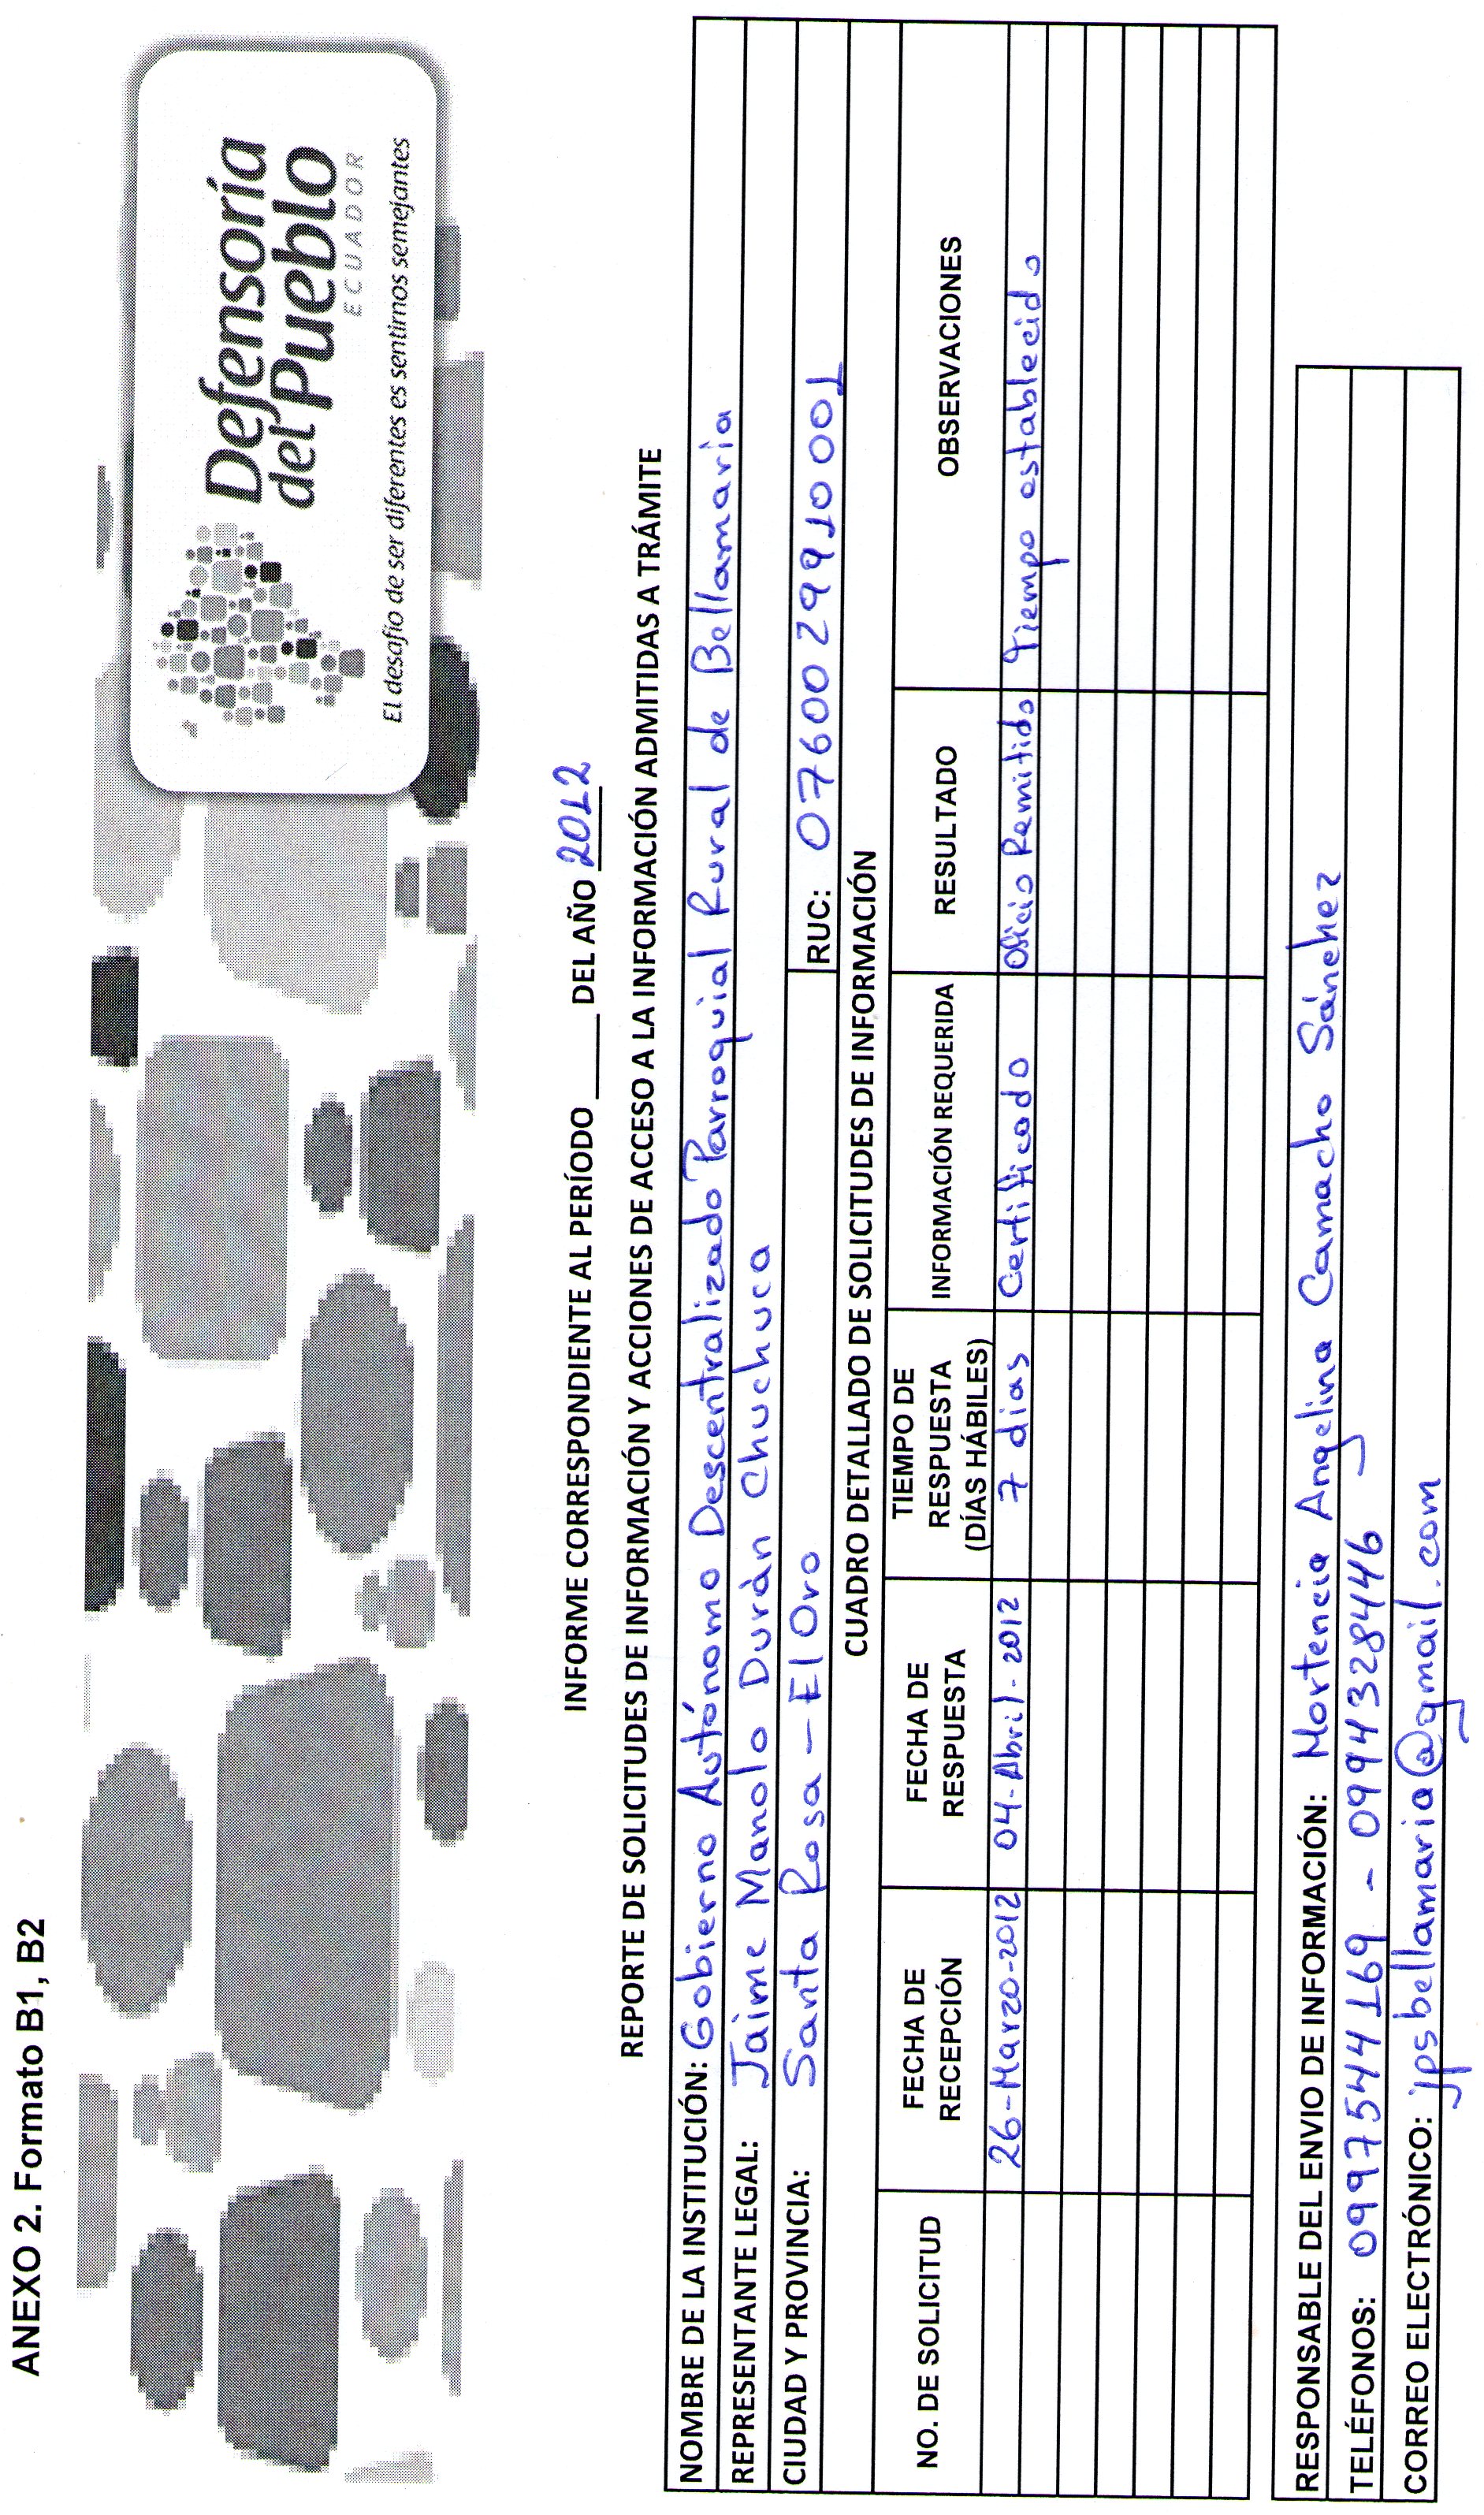 ANEXO 2. Formato B1, B2
Defensoría
del Pueblo
ECUADOR
El desafío de ser diferentes es sentirnos semejantes
INFORME CORRESPONDIENTE AL PERÍODO _____ DEL AÑO 2012
REPORTE DE SOLICITUDES DE INFORMACIÓN Y ACCIONES DE ACCESO A LA INFORMACIÓN ADMITIDAS A TRÁMITE
NOMBRE DE LA INSTITUCIÓN: Gobierno Autónomo Descentralizado Parroquial Rural de Bellamaria
REPRESENTANTE LEGAL: Jaime Manolo Durán Chuchuca
CIUDAD Y PROVINCIA: Santa Rosa - El Oro RUC: 0760029910001
CUADRO DETALLADO DE SOLICITUDES DE INFORMACIÓN
NO. DE SOLICITUD FECHA DE RECEPCIÓN FECHA DE RESPUESTA TIEMPO DE RESPUESTA (DÍAS HÁBILES) INFORMACIÓN REQUERIDA RESULTADO OBSERVACIONES
26-Marzo-2012 04-Abril-2012 7 dias Certificado Oficio Remitido Tiempo establecido
RESPONSABLE DEL ENVIO DE INFORMACIÓN: Mortencia Angelina Camacho Sánchez
TELÉFONOS: 0997544169 - 0994328446
CORREO ELECTRÓNICO: jpsbellamaria@gmail.com